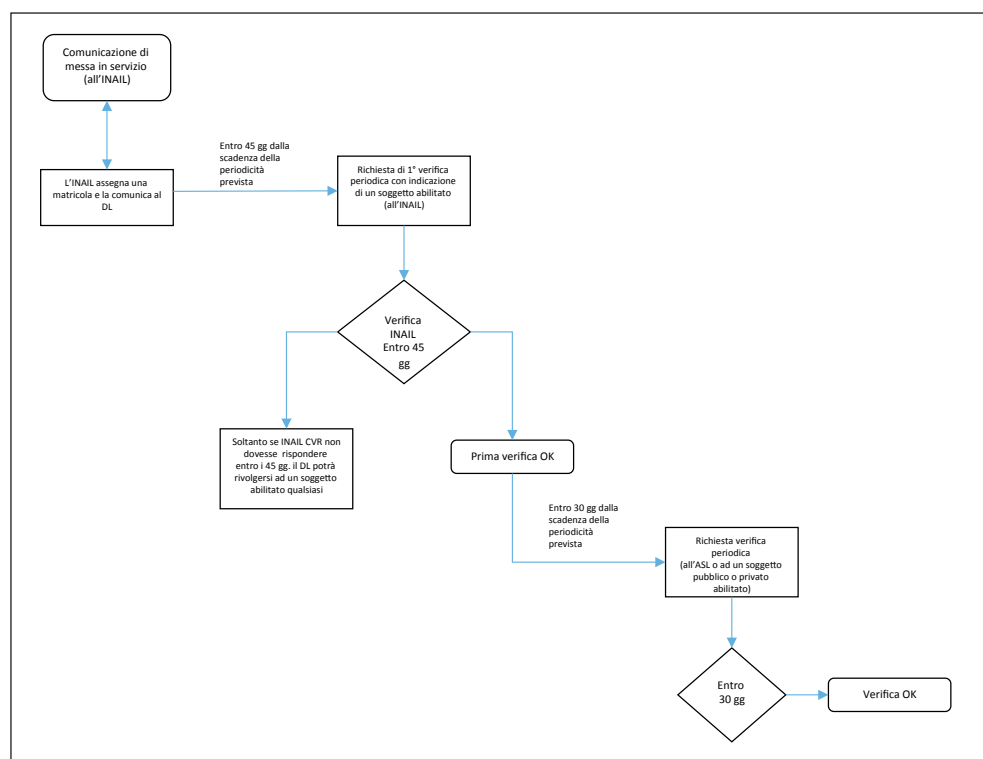 Comunicazione di
messa in servizio
(all'INAIL)
Entro 45 gg dalla
scadenza della
periodicità
prevista
L'INAIL assegna una
matricola e la comunica al
DL
Richiesta di 1° verifica
periodica con indicazione
di un soggetto abilitato
(all'INAIL)
Verifica
INAIL
Entro 45
gg
Soltanto se INAIL CVR non
dovesse rispondere
entro i 45 gg. il DL potrà
rivolgersi ad un soggetto
abilitato qualsiasi
Prima verifica OK
Entro 30 gg dalla
scadenza della
periodicità
prevista
Richiesta verifica
periodica
(all'ASL o ad un soggetto
pubblico o privato
abilitato)
Entro
30 gg
Verifica OK